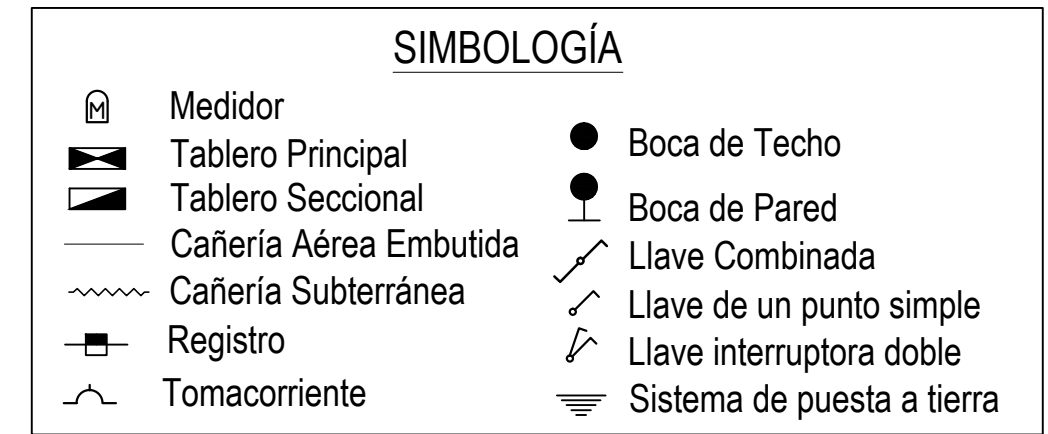 SIMBOLOGÍA
M
Medidor
Tablero Principal
Tablero Seccional
Cañería Aérea Embutida
Cañería Subterránea
Registro
Tomacorriente
Boca de Techo
Boca de Pared
Llave Combinada
Llave de un punto simple
Llave interruptora doble
Sistema de puesta a tierra